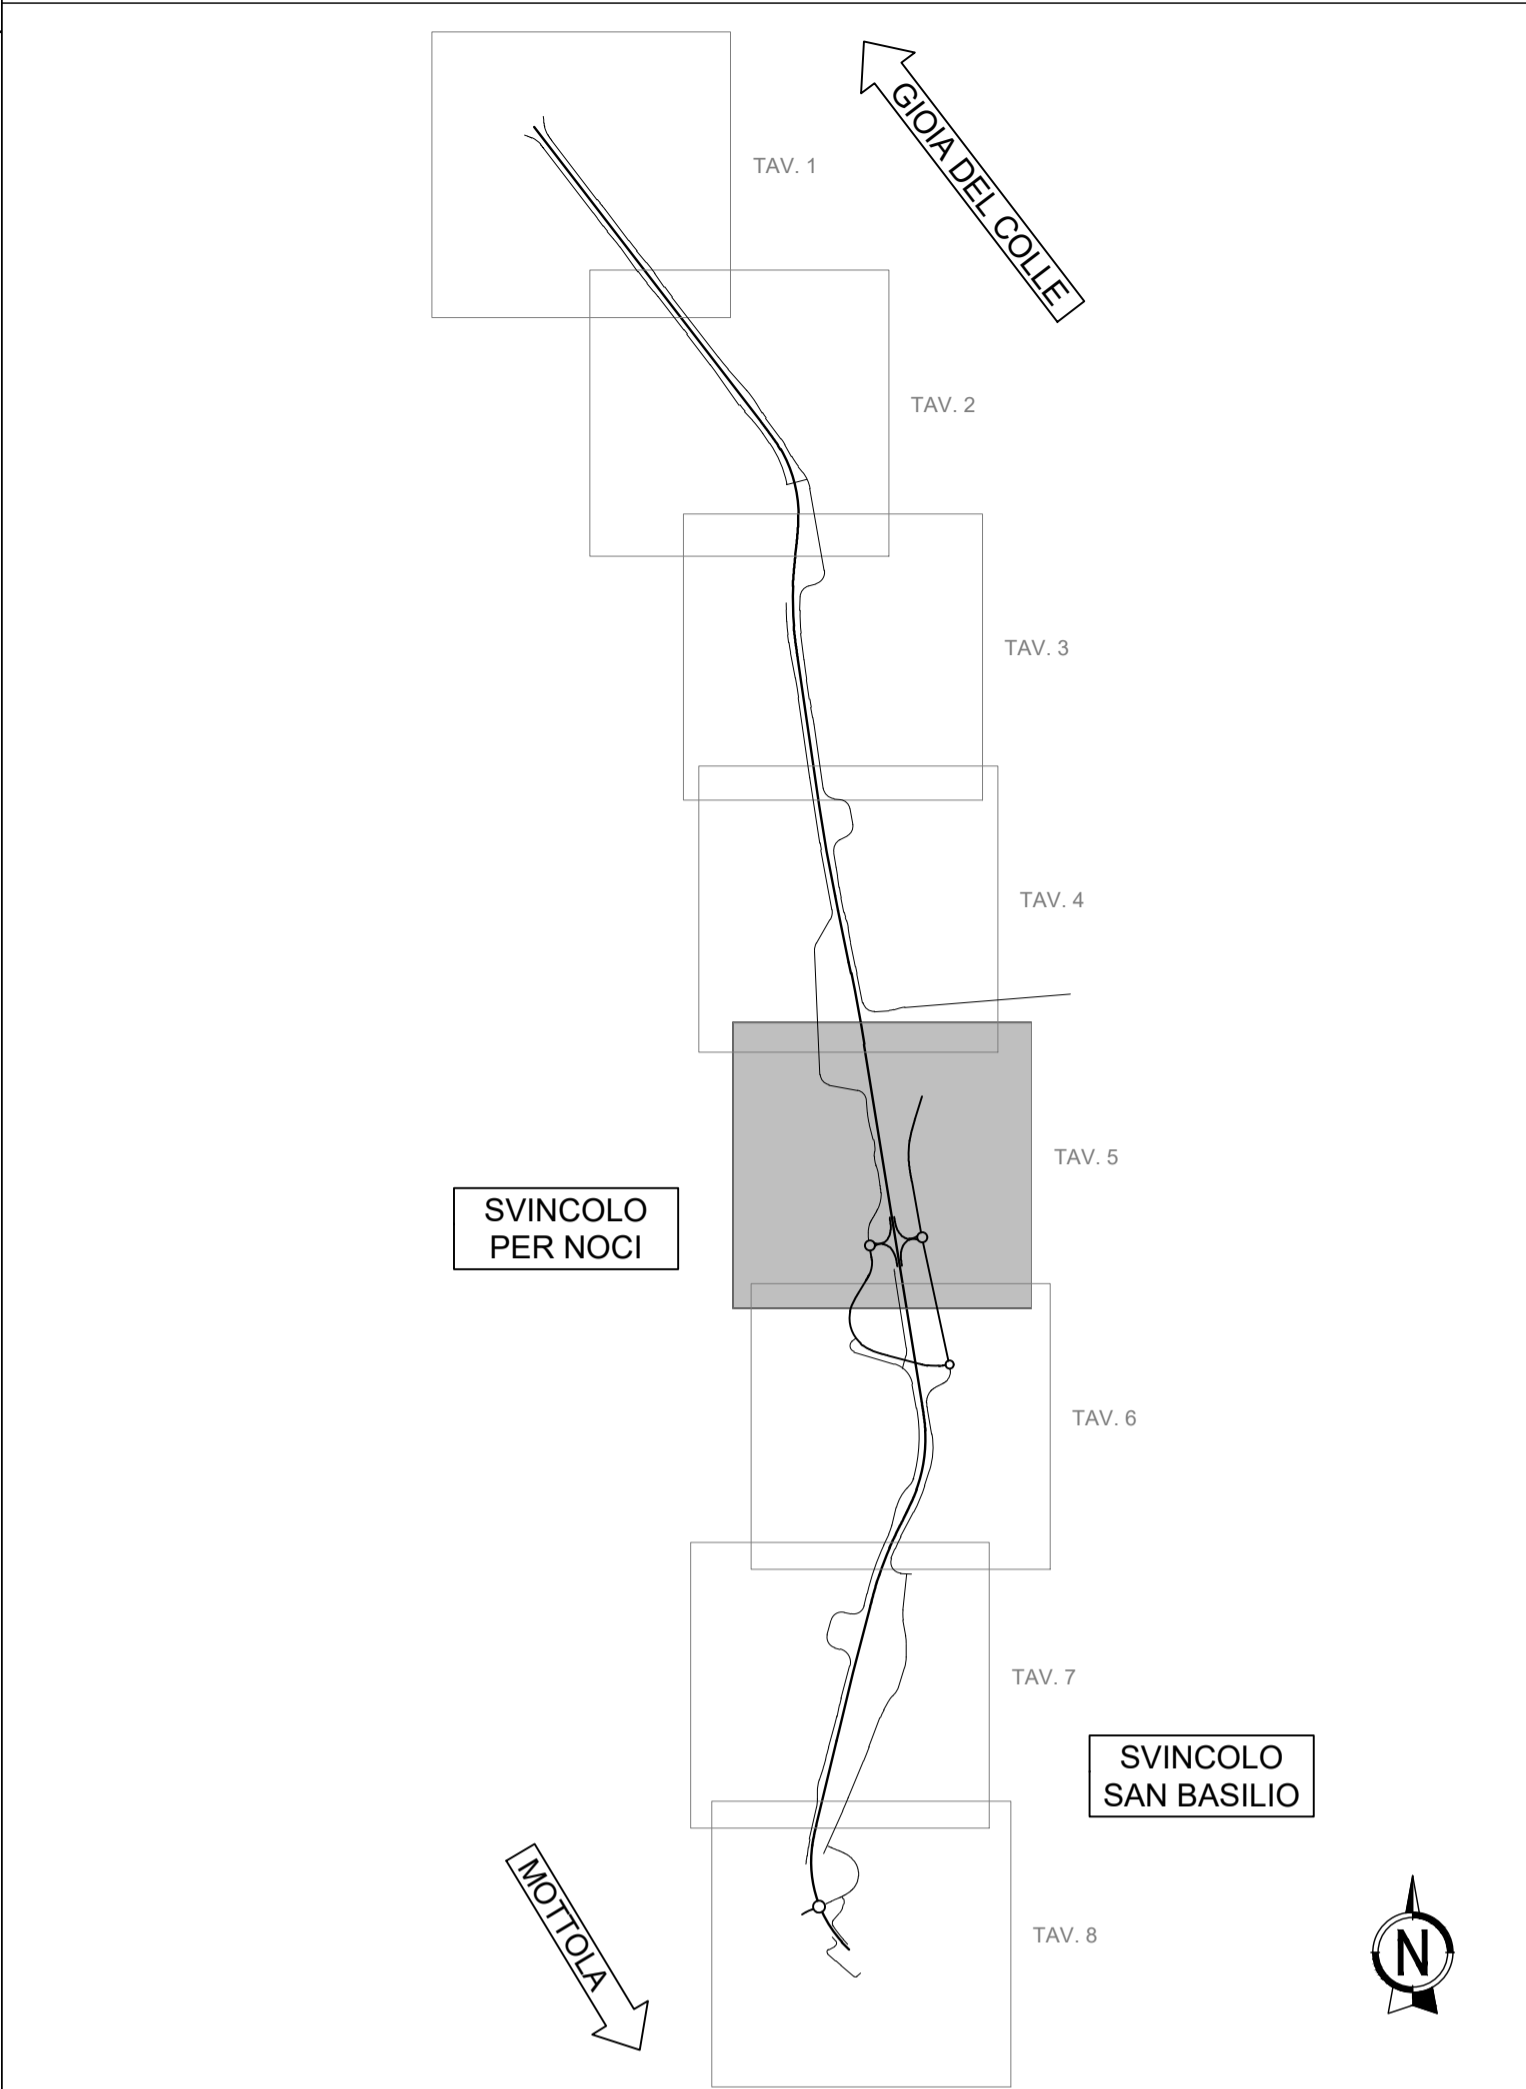 GIOIA DEL COLLE
TAV. 1
TAV. 2
TAV. 3
TAV. 4
TAV. 5
SVINCOLO
PER NOCI
TAV. 6
TAV. 7
SVINCOLO
SAN BASILIO
MOTTOLA
TAV. 8
N